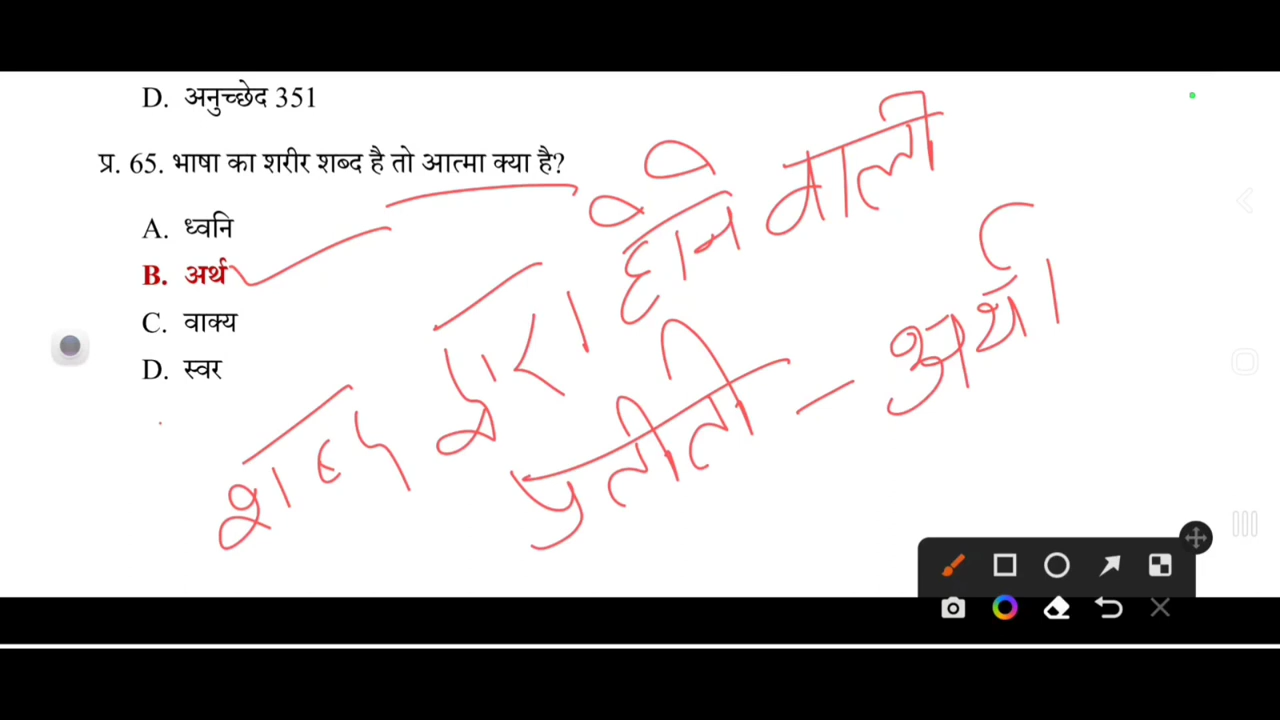 D. अनुच्छेद 351
प्र. 65. भाषा का शरीर शब्द है तो आत्मा क्या है?
A. ध्वनि
B. अर्थ
C. वाक्य
D. स्वर
शब्द द्वारा होने वाली
प्रतीती - अर्थ।